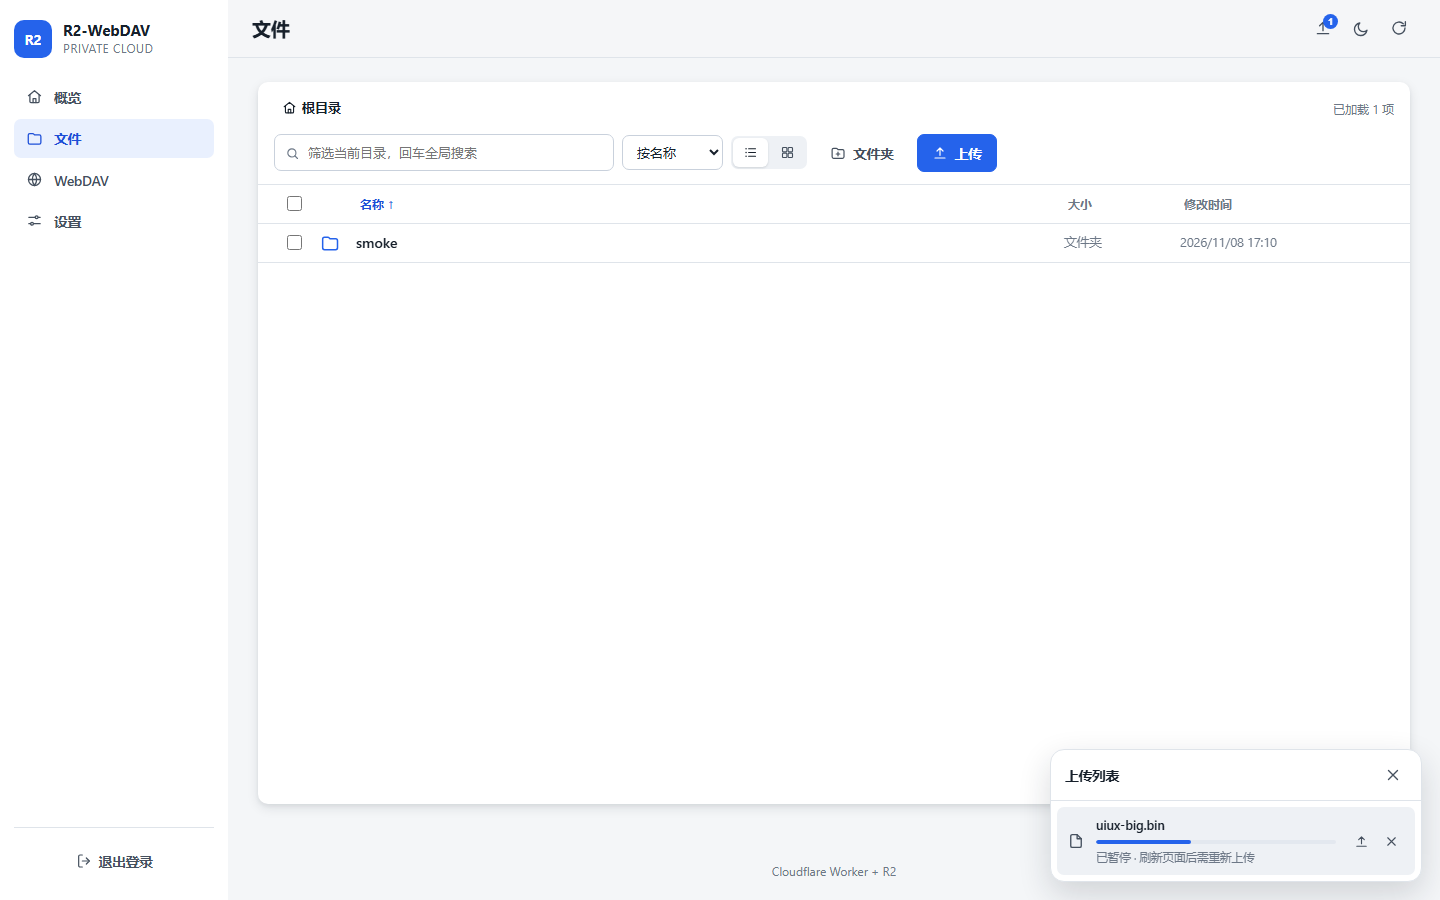 R2
R2-WebDAV
PRIVATE CLOUD
概览
文件
WebDAV
设置
退出登录
文件
1
根目录
已加载 1 项
筛选当前目录，回车全局搜索
按名称
文件夹
上传
名称 ↑
大小
修改时间
smoke
文件夹
2026/11/08 17:10
Cloudflare Worker + R2
上传列表
uiux-big.bin
已暂停 · 刷新页面后需重新上传